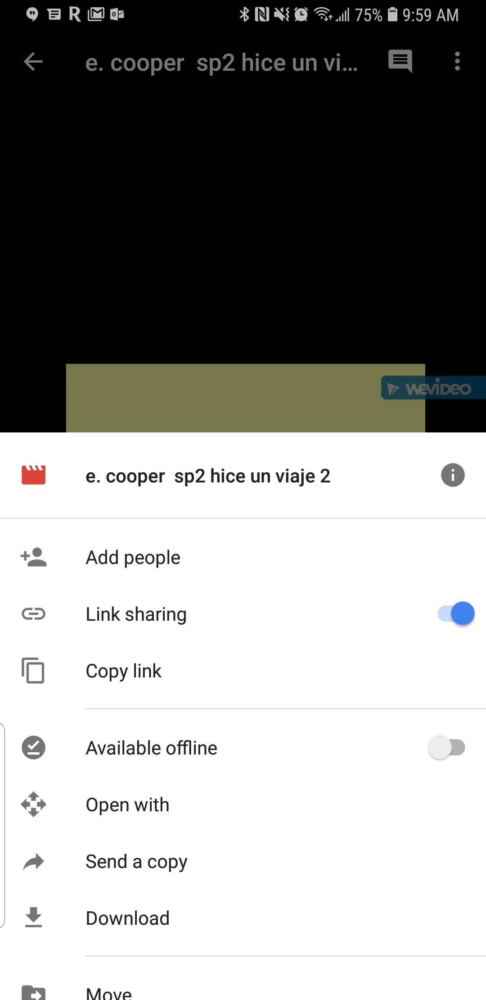 75% 9:59 AM
e. cooper  sp2 hice un vi...
WEVIDEO
e. cooper  sp2 hice un viaje 2
Add people
Link sharing
Copy link
Available offline
Open with
Send a copy
Download
Move